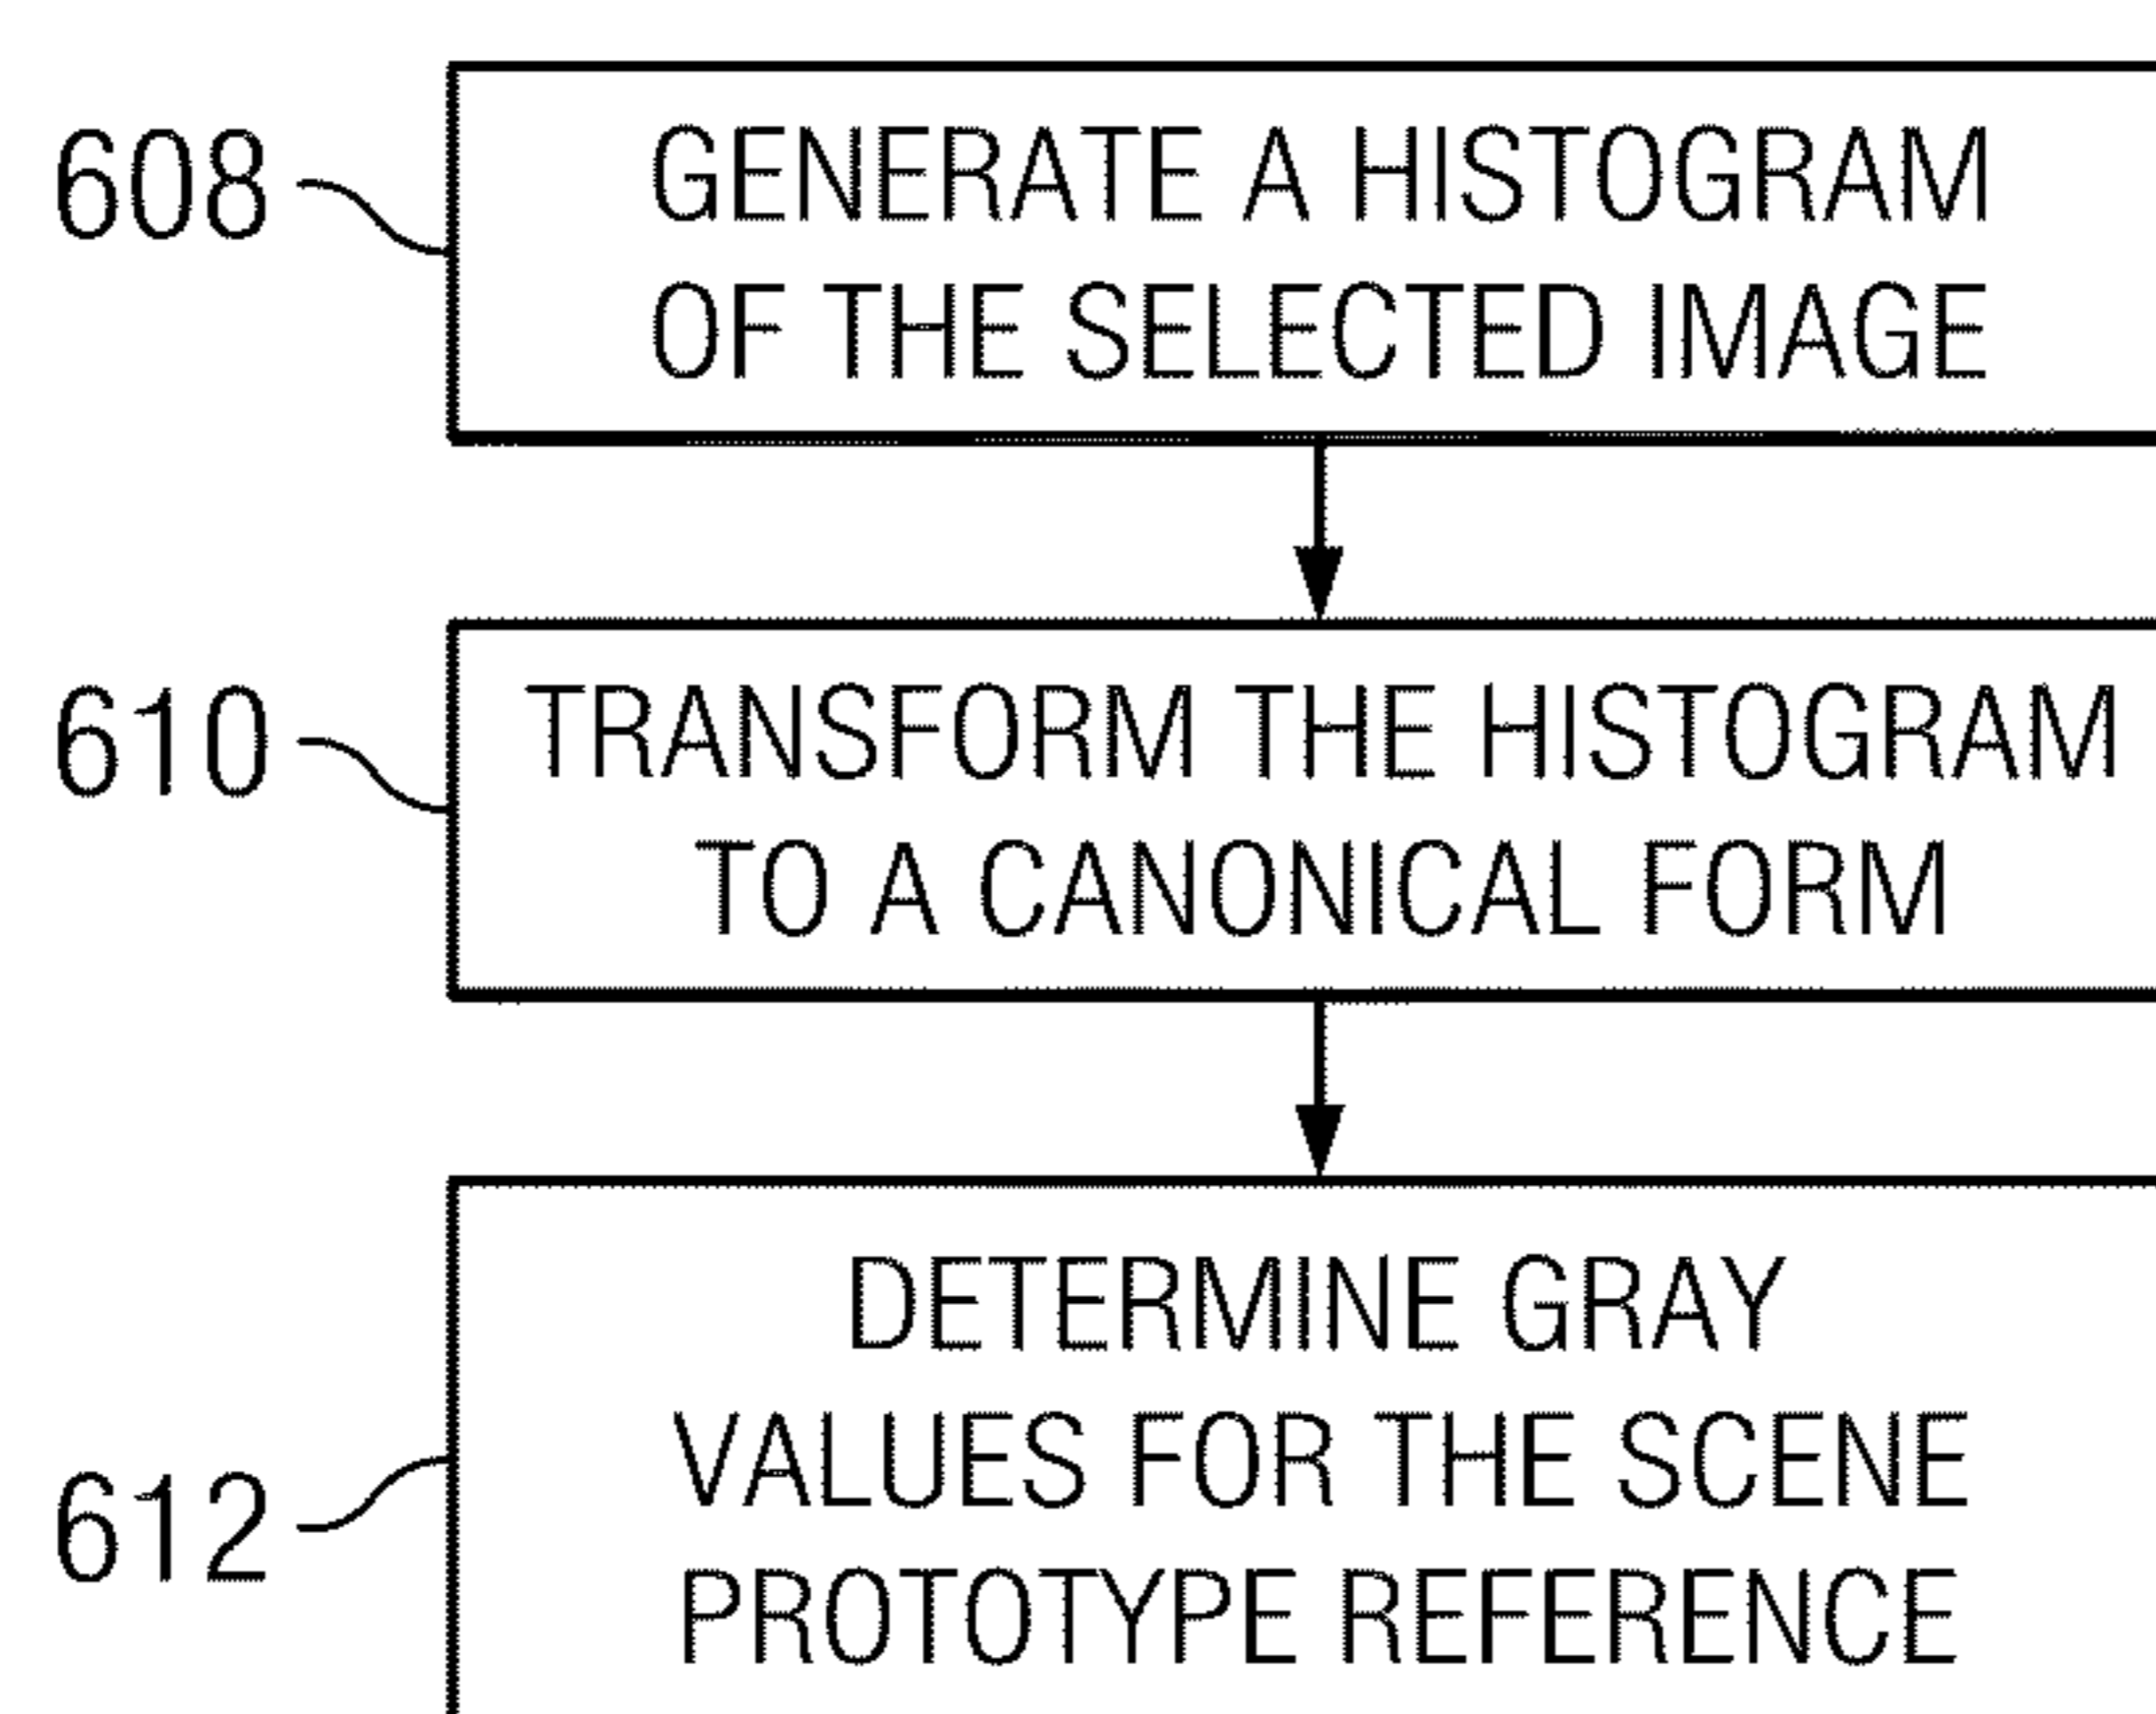 608
GENERATE A HISTOGRAM
OF THE SELECTED IMAGE
610
TRANSFORM THE HISTOGRAM
TO A CANONICAL FORM
612
DETERMINE GRAY
VALUES FOR THE SCENE
PROTOTYPE REFERENCE